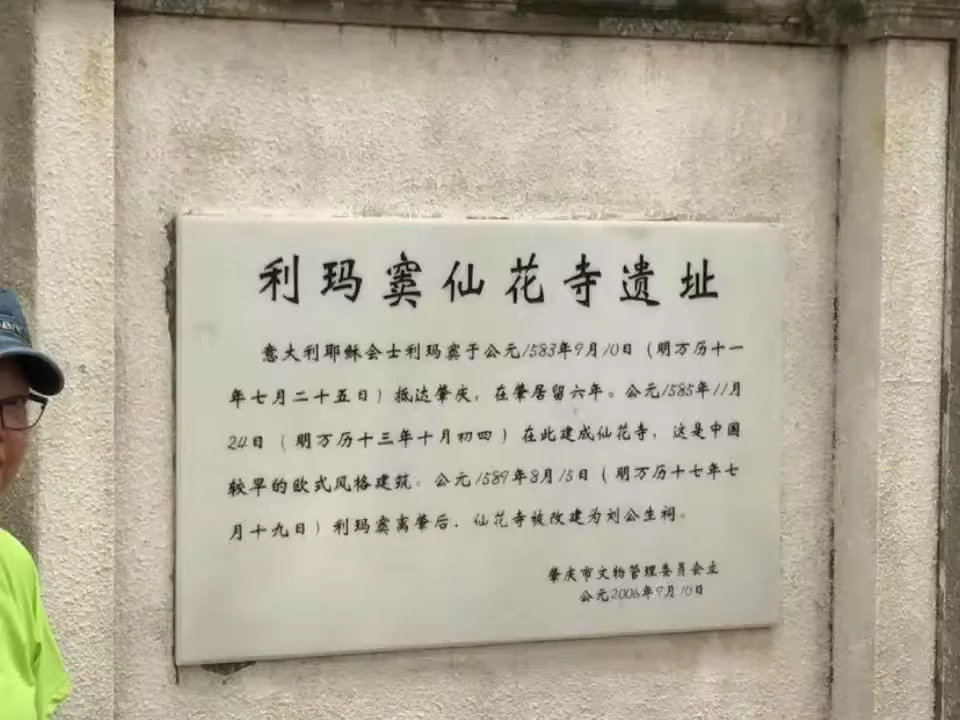 利玛窦仙花寺遗址
意大利耶稣会士利玛窦于公元1583年9月10日（明万历十一
年七月二十五日）抵达肇庆，在肇居留六年。公元1585年11月
24日（明万历十三年十月初四）在此建成仙花寺，这是中国
较早的欧式风格建筑。公元1589年8月15日（明万历十七年七
月十九日）利玛窦离肇后，仙花寺被改建为刘公生祠。
肇庆市文物管理委员会立
公元2006年9月10日